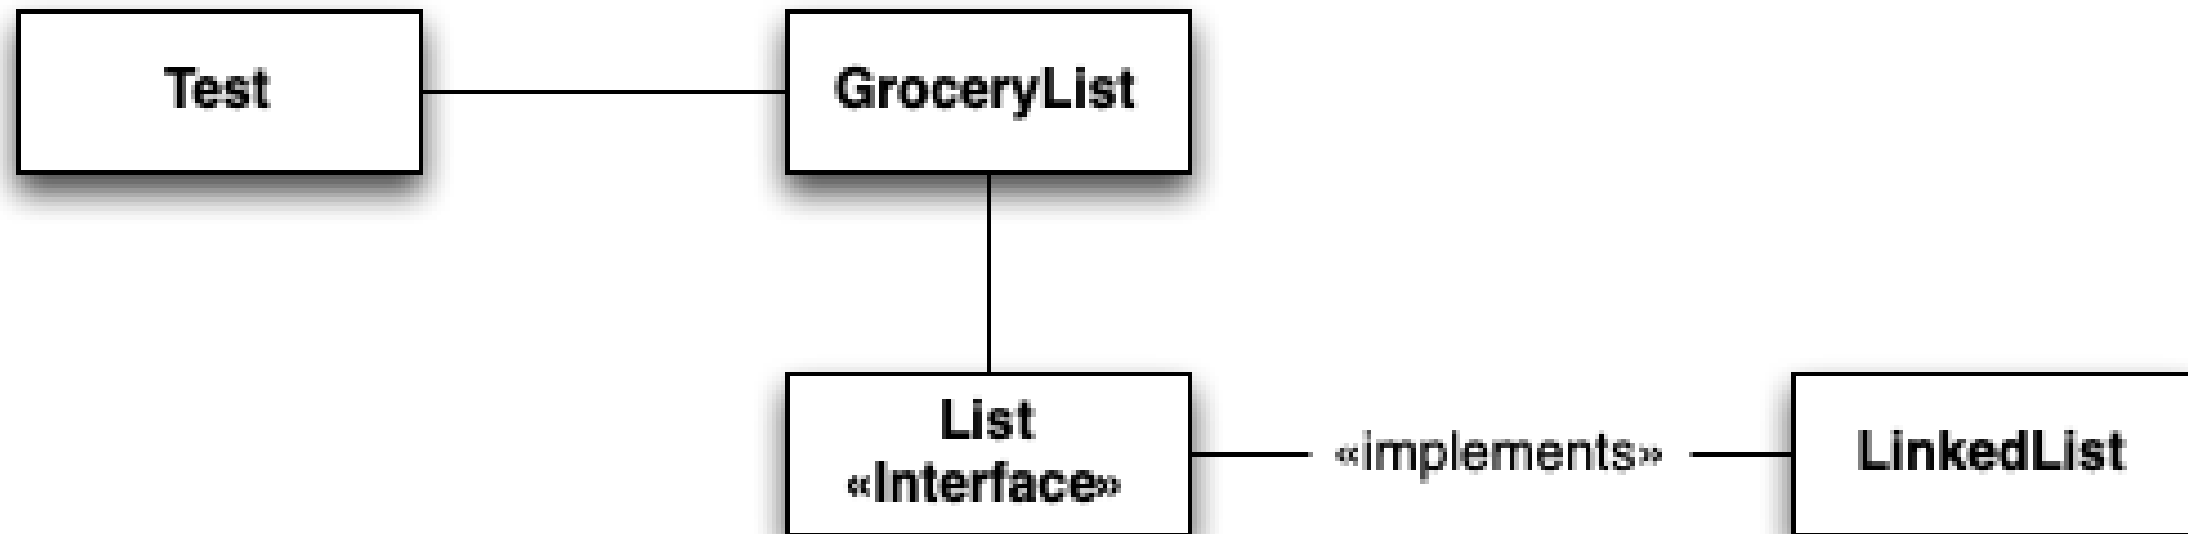 Test
GroceryList
List
«Interface»
«implements»
LinkedList